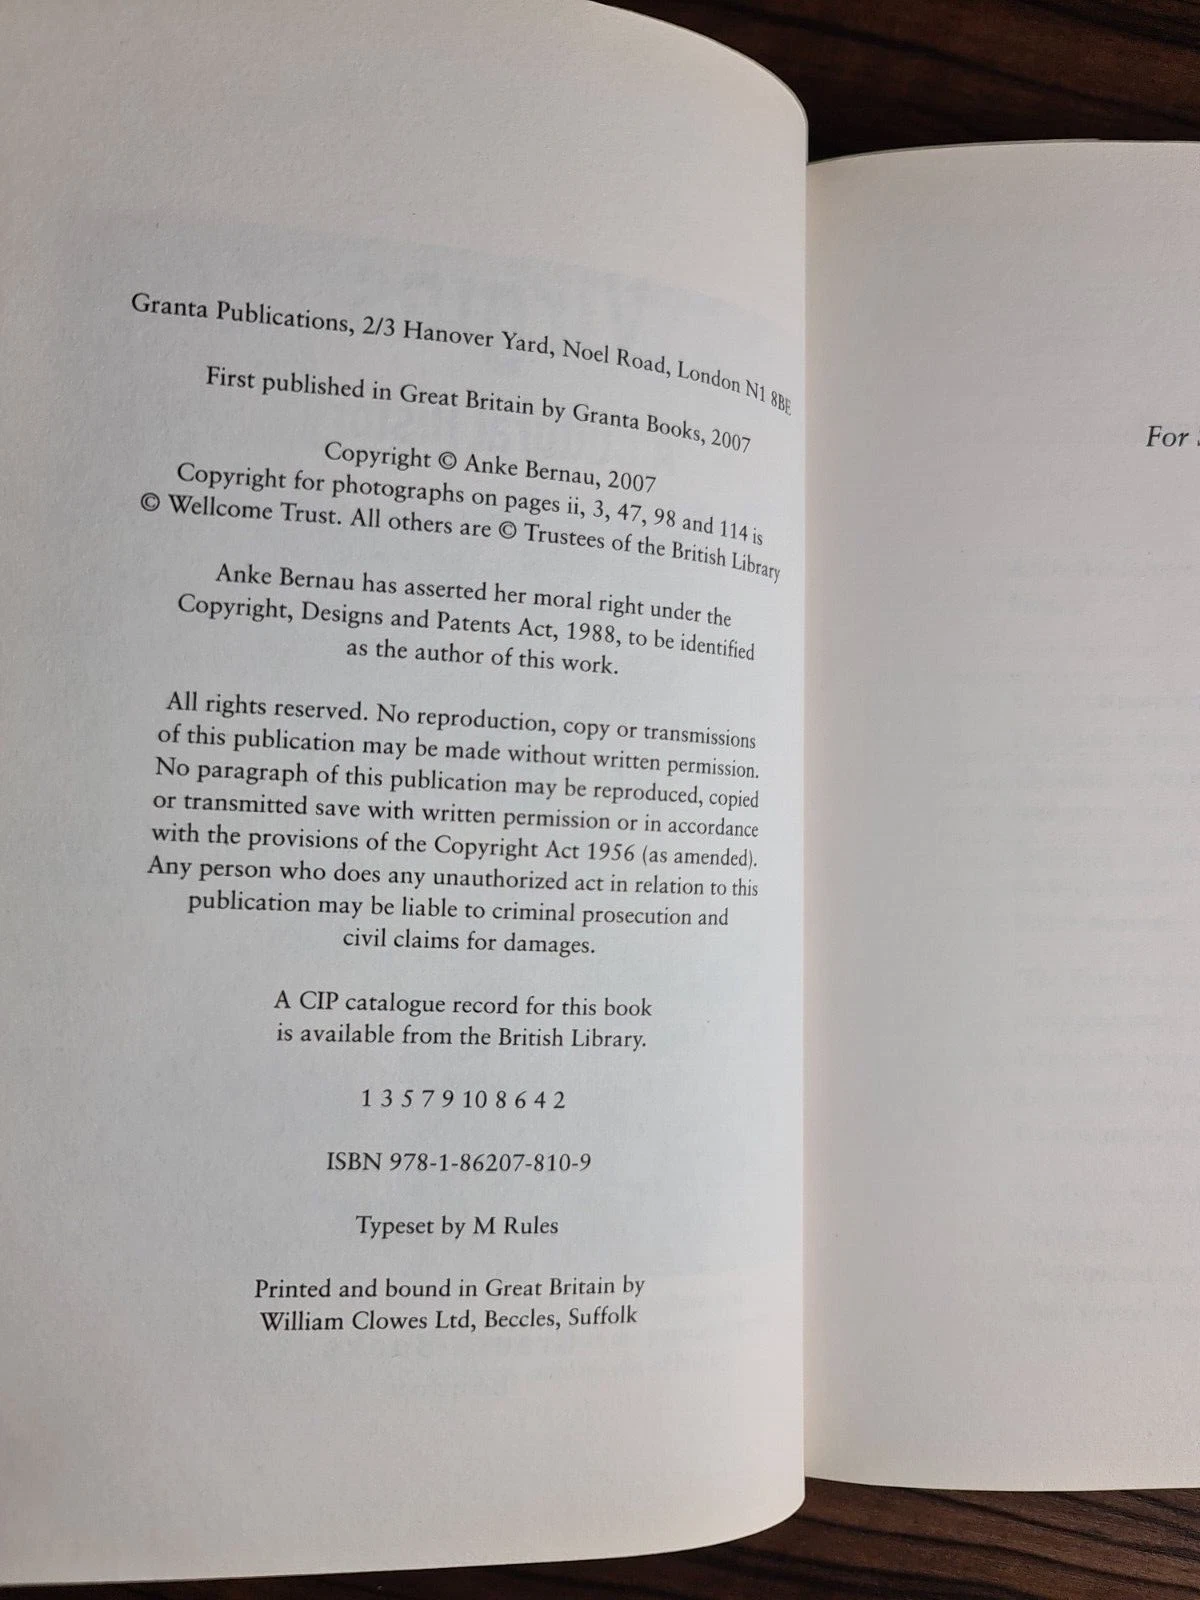 Granta Publications, 2/3 Hanover Yard, Noel Road, London N1 8BE
First published in Great Britain by Granta Books, 2007
Copyright © Anke Bernau, 2007
Copyright for photographs on pages ii, 3, 47, 98 and 114 is
© Wellcome Trust. All others are © Trustees of the British Library
Anke Bernau has asserted her moral right under the
Copyright, Designs and Patents Act, 1988, to be identified
as the author of this work.
All rights reserved. No reproduction, copy or transmissions
of this publication may be made without written permission.
No paragraph of this publication may be reproduced, copied
or transmitted save with written permission or in accordance
with the provisions of the Copyright Act 1956 (as amended).
Any person who does any unauthorized act in relation to this
publication may be liable to criminal prosecution and
civil claims for damages.
A CIP catalogue record for this book
is available from the British Library.
1 3 5 7 9 10 8 6 4 2
ISBN 978-1-86207-810-9
Typeset by M Rules
Printed and bound in Great Britain by
William Clowes Ltd, Beccles, Suffolk
For